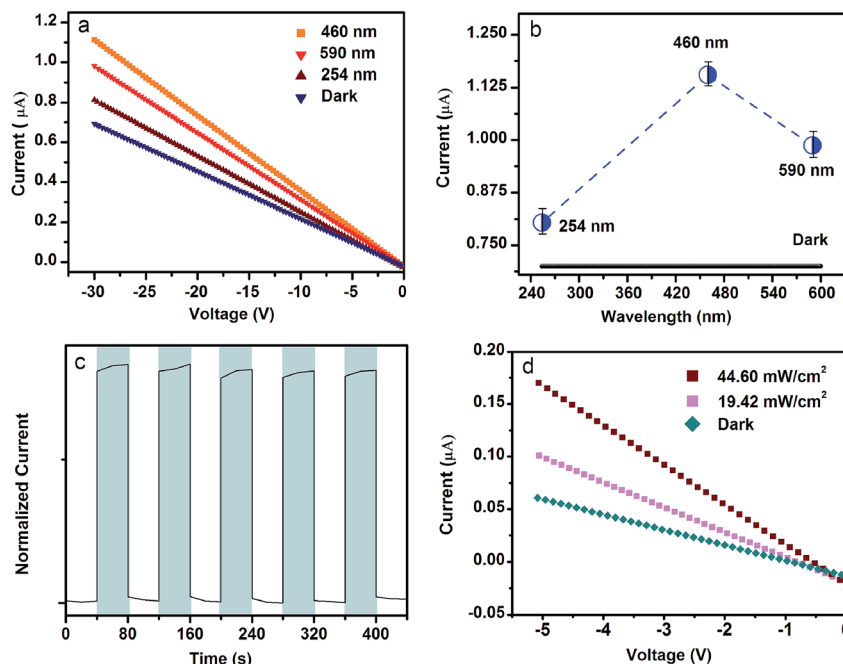 a
460 nm
590 nm
254 nm
Dark
1.2
1.0
0.8
0.6
0.4
0.2
0.0
Current ( μA)
-30 -25 -20 -15 -10 -5 0
Voltage (V)
b
1.250
1.125
1.000
0.875
0.750
Current (μA)
460 nm
590 nm
254 nm
Dark
240 300 360 420 480 540 600
Wavelength (nm)
c
Normalized Current
0 80 160 240 320 400
Time (s)
d
44.60 mW/cm²
19.42 mW/cm²
Dark
0.20
0.15
0.10
0.05
0.00
-0.05
Current (μA)
-5 -4 -3 -2 -1 0
Voltage (V)